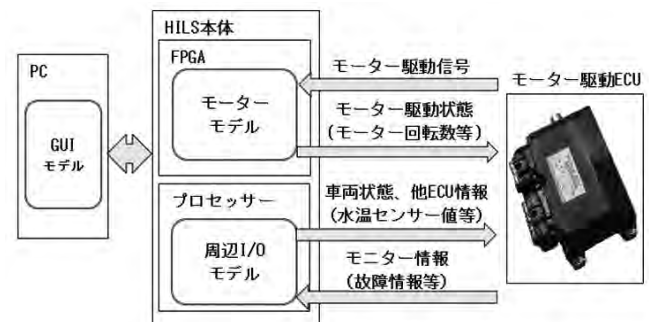 HILS本体
PC
GUI
モデル
FPGA
モーター
モデル
プロセッサー
周辺I/O
モデル
モーター駆動信号
モーター駆動状態
(モーター回転数等)
車両状態、他ECU情報
(水温センサー値等)
モニター情報
(故障情報等)
モーター駆動ECU